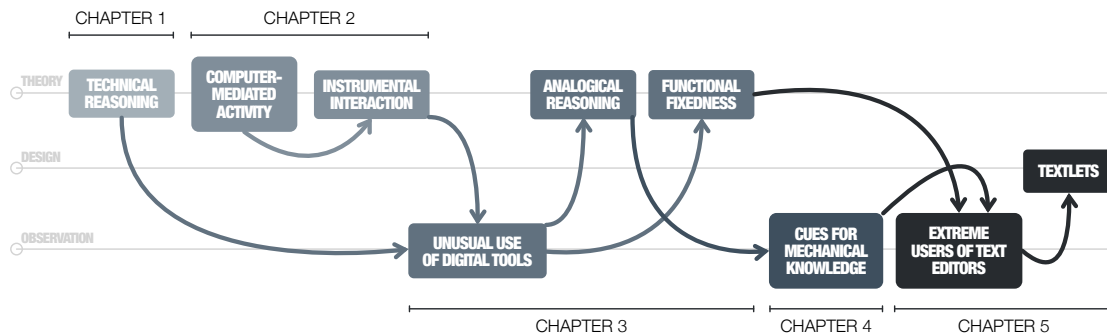 CHAPTER 1
CHAPTER 2
THEORY
TECHNICAL
REASONING
COMPUTER-
MEDIATED
ACTIVITY
INSTRUMENTAL
INTERACTION
ANALOGICAL
REASONING
FUNCTIONAL
FIXEDNESS
DESIGN
TEXTLETS
OBSERVATION
UNUSUAL USE
OF DIGITAL TOOLS
CUES FOR
MECHANICAL
KNOWLEDGE
EXTREME
USERS OF TEXT
EDITORS
CHAPTER 3
CHAPTER 4
CHAPTER 5